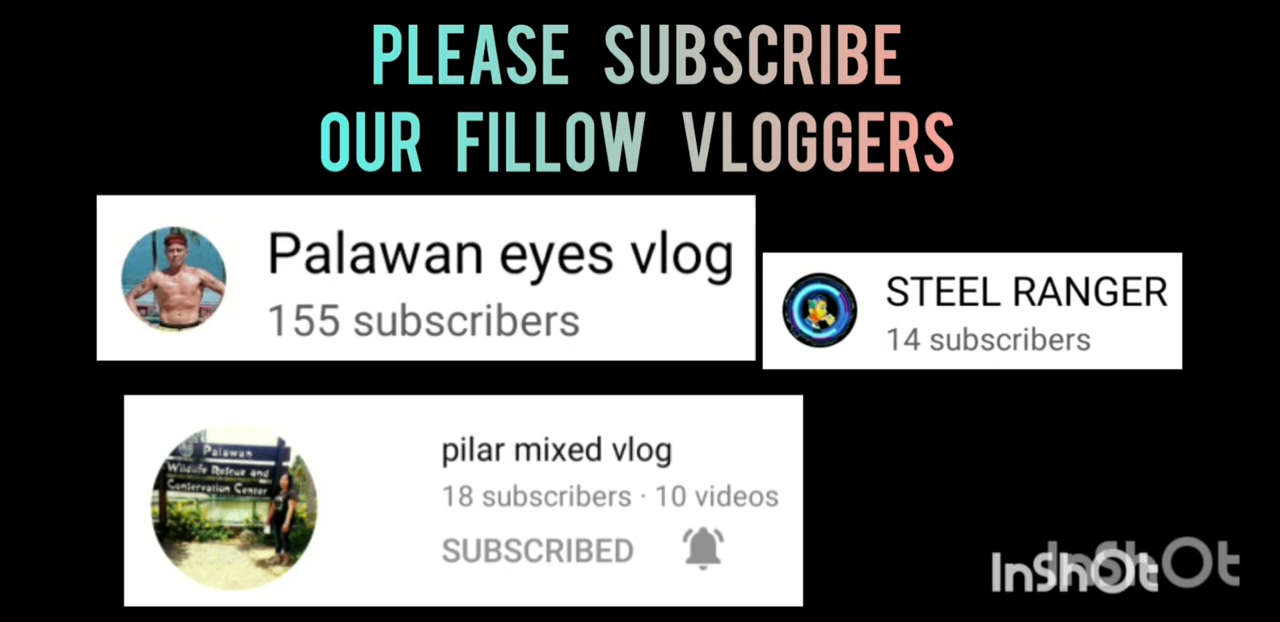 PLEASE SUBSCRIBE
OUR FILLOW VLOGGERS
Palawan eyes vlog
155 subscribers
STEEL RANGER
14 subscribers
pilar mixed vlog
18 subscribers · 10 videos
SUBSCRIBED
Palawan
Wildlife Rescue and
Conservation Center
InShOt
InShOt